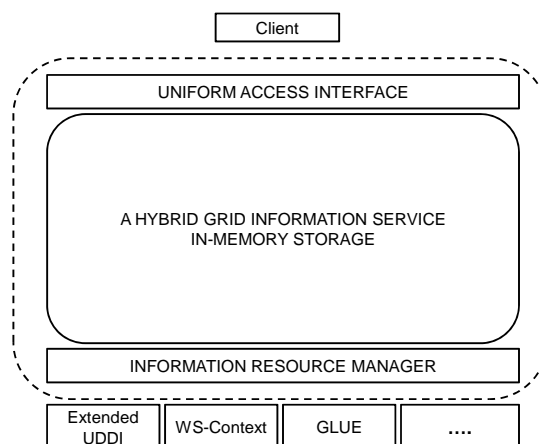 Client
UNIFORM ACCESS INTERFACE
A HYBRID GRID INFORMATION SERVICE
IN-MEMORY STORAGE
INFORMATION RESOURCE MANAGER
Extended
UDDI
WS-Context
GLUE
....